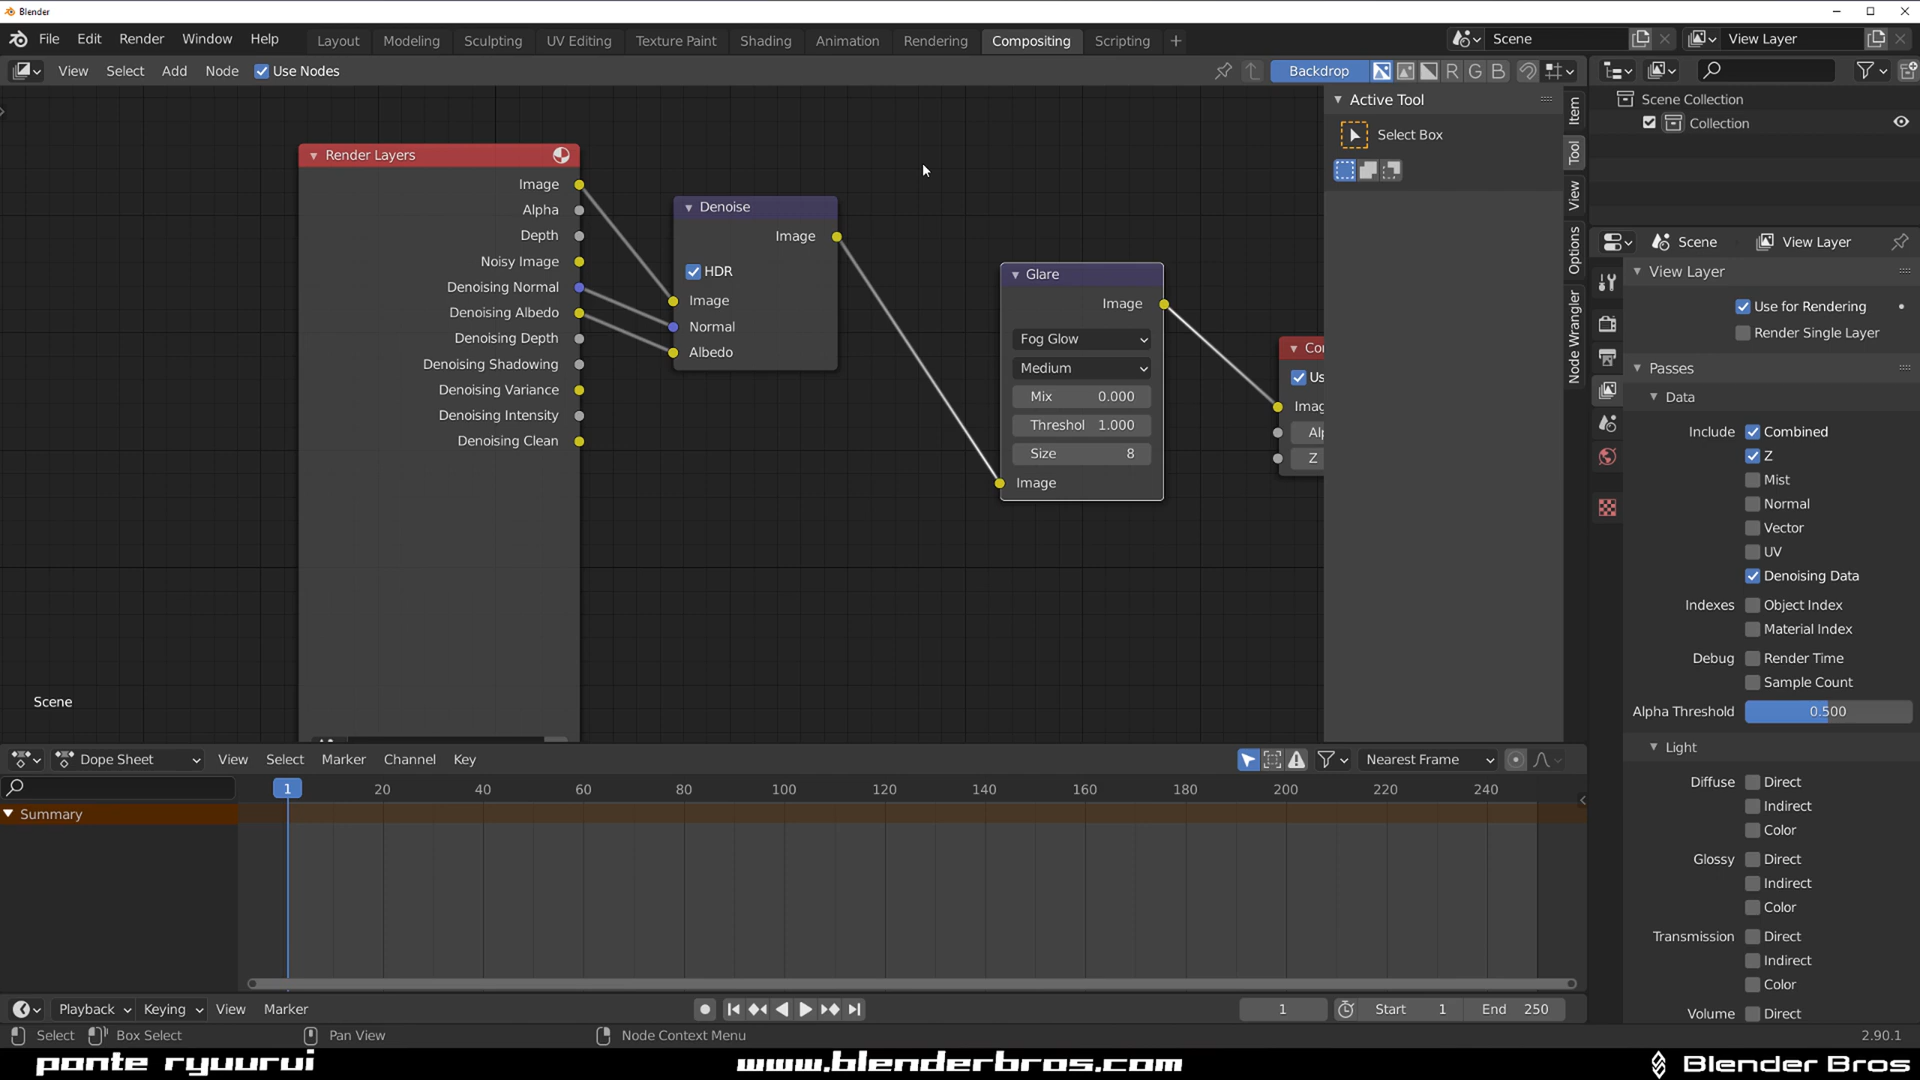 Blender
File Edit Render Window Help Layout Modeling Sculpting UV Editing Texture Paint Shading Animation Rendering Compositing Scripting + Scene View Layer
View Select Add Node Use Nodes Backdrop R G B
Active Tool
Select Box
Item
Tool
View
Options
Node Wrangler
Render Layers
Image
Alpha
Depth
Noisy Image
Denoising Normal
Denoising Albedo
Denoising Depth
Denoising Shadowing
Denoising Variance
Denoising Intensity
Denoising Clean
Denoise
Image
HDR
Image
Normal
Albedo
Glare
Image
Fog Glow
Medium
Mix 0.000
Threshol 1.000
Size 8
Image
Cor
Us
Imag
Alp
Z
Scene
Scene Collection
Collection
Scene View Layer
View Layer
Use for Rendering
Render Single Layer
Passes
Data
Include Combined
Z
Mist
Normal
Vector
UV
Denoising Data
Indexes Object Index
Material Index
Debug Render Time
Sample Count
Alpha Threshold 0.500
Light
Diffuse Direct
Indirect
Color
Glossy Direct
Indirect
Color
Transmission Direct
Indirect
Color
Volume Direct
Dope Sheet View Select Marker Channel Key Nearest Frame
1 20 40 60 80 100 120 140 160 180 200 220 240
Summary
Playback Keying View Marker 1 Start 1 End 250
Select Box Select Pan View Node Context Menu 2.90.1
ponte ryuurui www.blenderbros.com Blender Bros